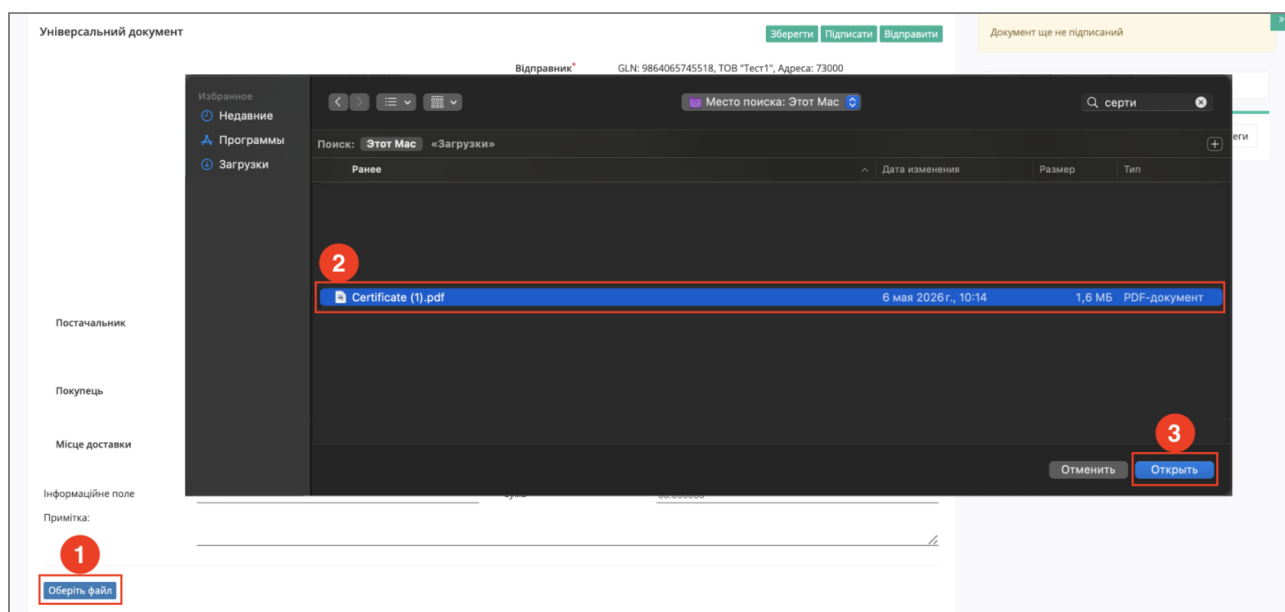 Універсальний документ
Зберегти Підписати Відправити
Документ ще не підписаний
»
Відправник* GLN: 9864065745518, ТОВ "Тест1", Адреса: 73000
Избранное
Недавние
Программы
Загрузки
Место поиска: Этот Мас
серти
Поиск: Этот Mac «Загрузки»
еги
Ранее Дата изменения Размер Тип
2
Certificate (1).pdf 6 мая 2026 г., 10:14 1,6 МБ PDF-документ
Постачальник
Покупець
Місце доставки
3
Отменить Открыть
Інформаційне поле
Примітка:
1
Оберіть файл